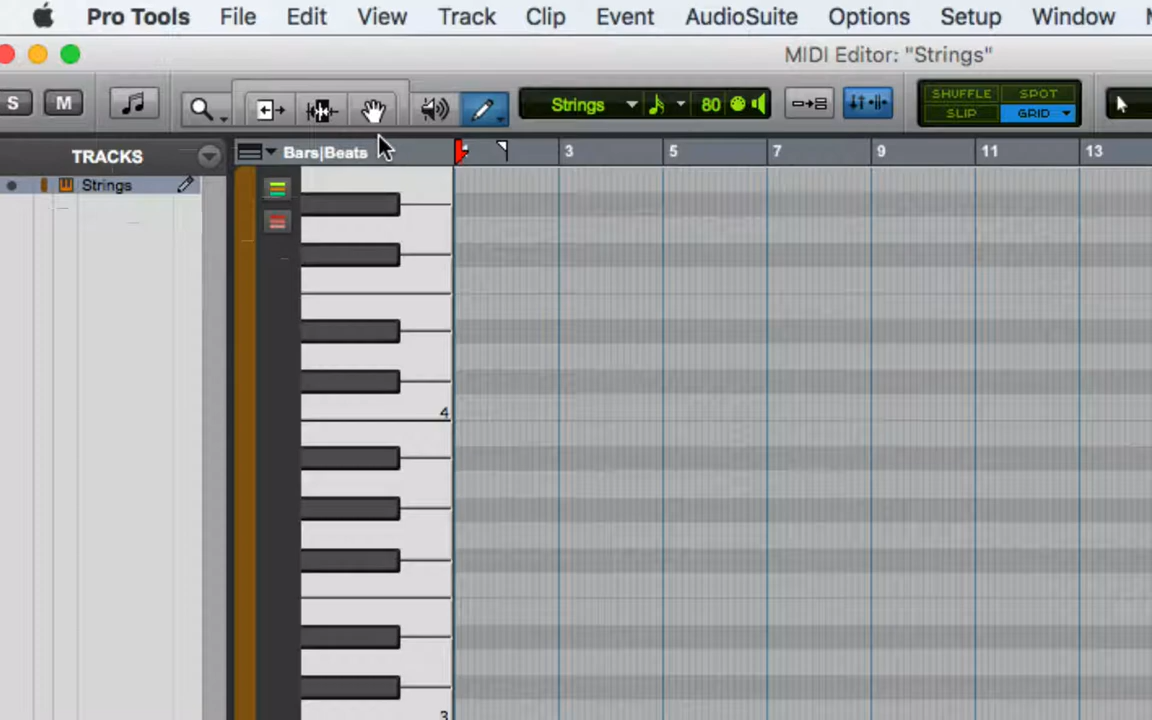 Pro Tools File Edit View Track Clip Event AudioSuite Options Setup Window
MIDI Editor: "Strings"
S M Strings 80 SHUFFLE SPOT
SLIP GRID
TRACKS Bars|Beats 3 5 7 9 11 13
Strings
4
3